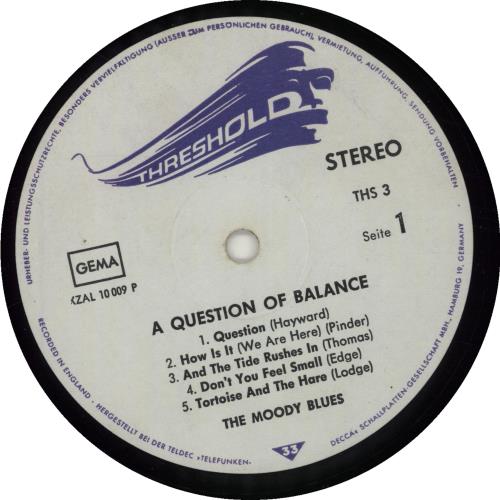 URHEBER- UND LEISTUNGSSCHUTZRECHTE, BESONDERS VERVIELFÄLTIGUNG (AUSSER ZUM PERSÖNLICHEN GEBRAUCH), VERMIETUNG, AUFFÜHRUNG, SENDUNG VORBEHALTEN
THRESHOLD
STEREO
THS 3
Seite 1
GEMA
XZAL 10 009 P
A QUESTION OF BALANCE
1. Question (Hayward)
2. How Is It (We Are Here) (Pinder)
3. And The Tide Rushes In (Thomas)
4. Don't You Feel Small (Edge)
5. Tortoise And The Hare (Lodge)
THE MOODY BLUES
33
RECORDED IN ENGLAND - HERGESTELLT BEI DER TELDEC »TELEFUNKEN-DECCA« SCHALLPLATTEN-GESELLSCHAFT MBH., HAMBURG 19, GERMANY